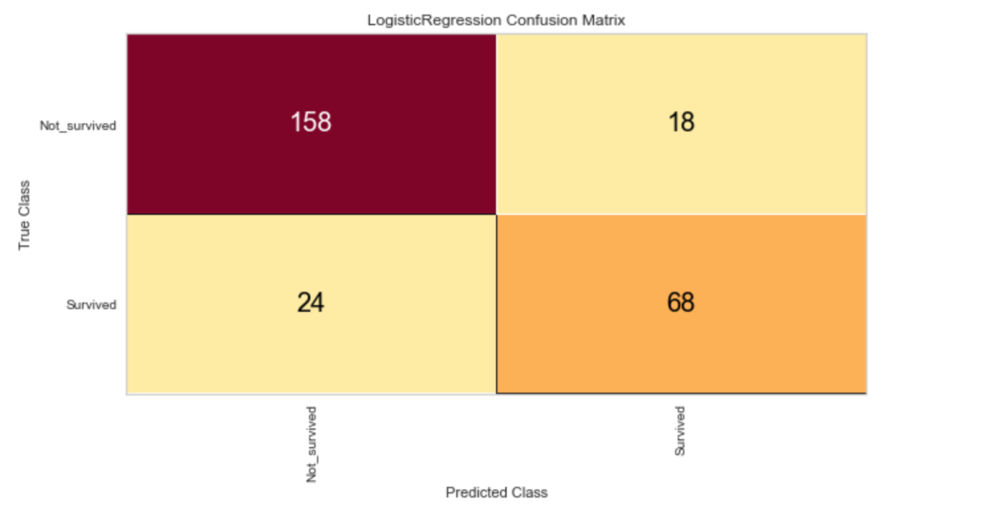 LogisticRegression Confusion Matrix
Not_survived
158
18
True Class
Survived
24
68
Not_survived
Survived
Predicted Class